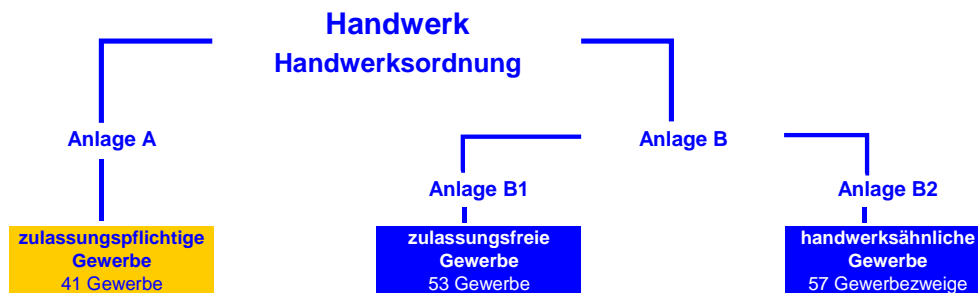 Handwerk
Handwerksordnung
Anlage A
Anlage B
Anlage B1
Anlage B2
zulassungspflichtige
Gewerbe
41 Gewerbe
zulassungsfreie
Gewerbe
53 Gewerbe
handwerksähnliche
Gewerbe
57 Gewerbezweige